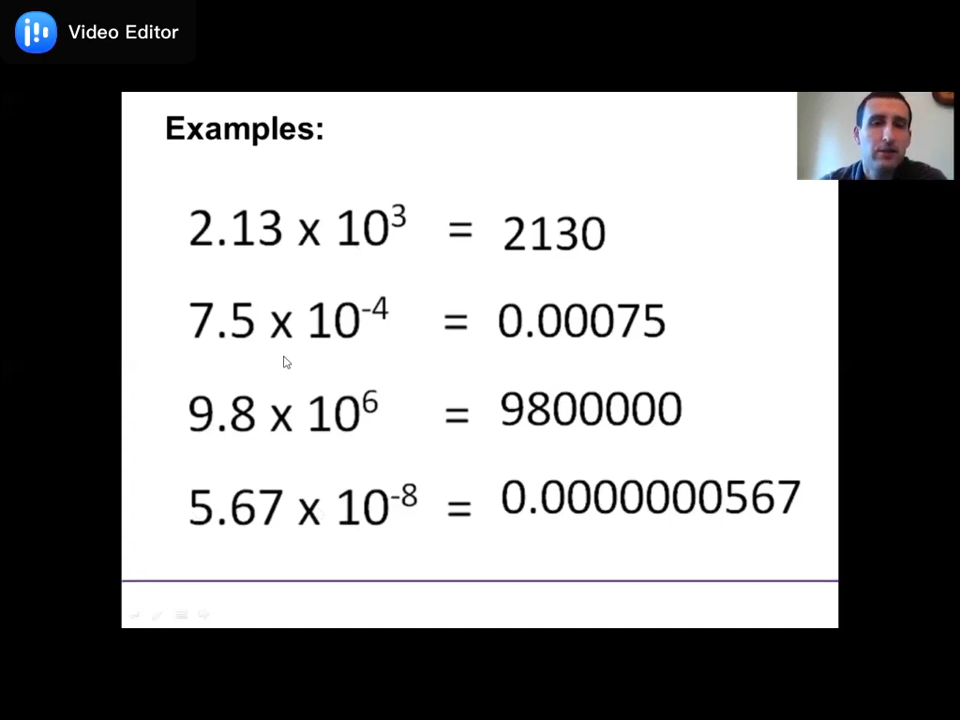 Video Editor
Examples:
2.13 x 10³ = 2130
7.5 x 10⁻⁴ = 0.00075
9.8 x 10⁶ = 9800000
5.67 x 10⁻⁸ = 0.0000000567